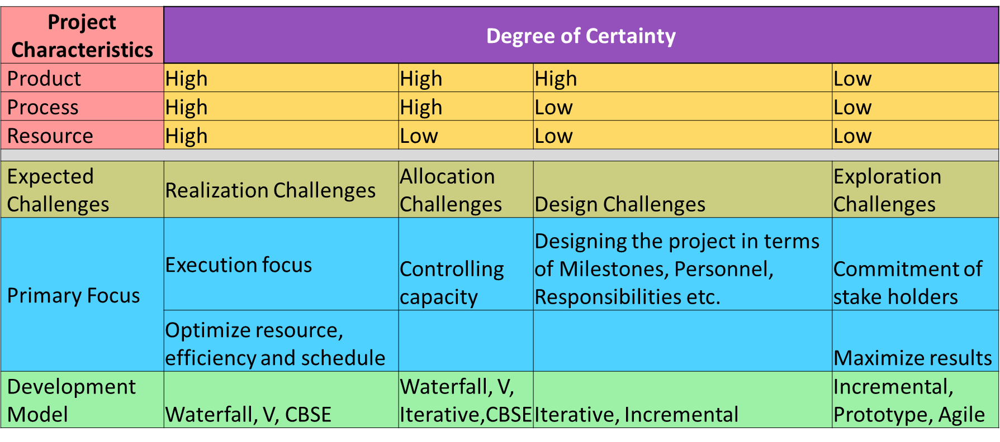 Project
Characteristics
Degree of Certainty
Product
High
High
High
Low
Process
High
High
Low
Low
Resource
High
Low
Low
Low
Expected
Challenges
Realization Challenges
Allocation
Challenges
Design Challenges
Exploration
Challenges
Primary Focus
Execution focus
Controlling
capacity
Designing the project in terms
of Milestones, Personnel,
Responsibilities etc.
Commitment of
stake holders
Optimize resource,
efficiency and schedule
Maximize results
Development
Model
Waterfall, V, CBSE
Waterfall, V,
Iterative,CBSE
Iterative, Incremental
Incremental,
Prototype, Agile